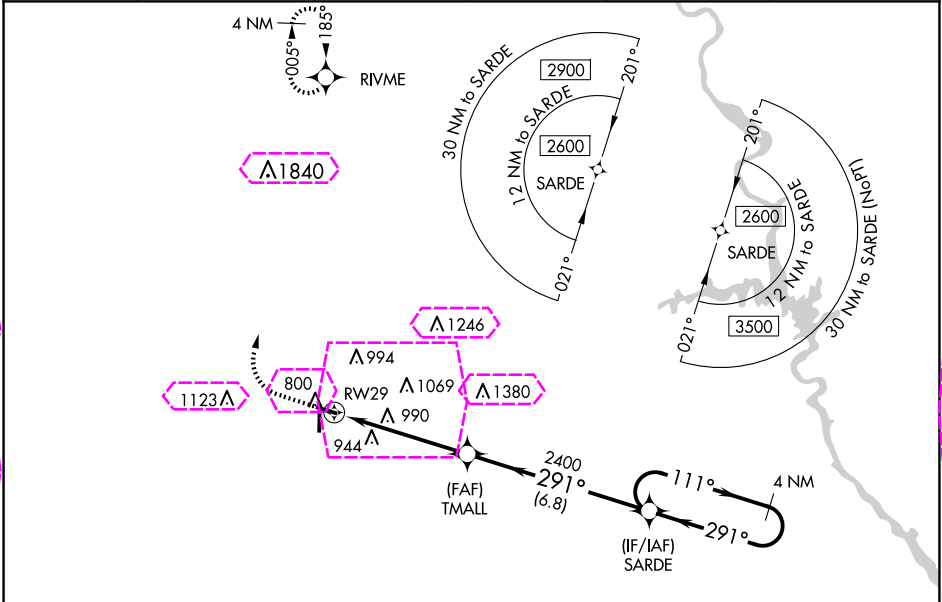 4 NM
185°
005°
RIVME
1840
30 NM to SARDE
2900
201°
12 NM to SARDE
2600
SARDE
021°
201°
2600
SARDE
12 NM to SARDE
30 NM to SARDE (NoPT)
3500
021°
1246
994
1123
800
RW29
1069
1380
990
944
(FAF)
TMALL
2400
291°
(6.8)
111°
4 NM
291°
(IF/IAF)
SARDE